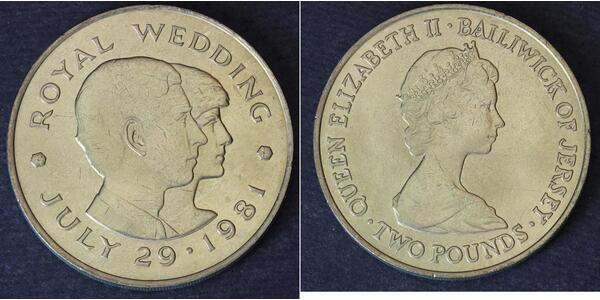 ROYAL WEDDING
JULY 29 · 1981
QUEEN ELIZABETH II · BAILIWICK OF JERSEY ·
· TWO POUNDS ·